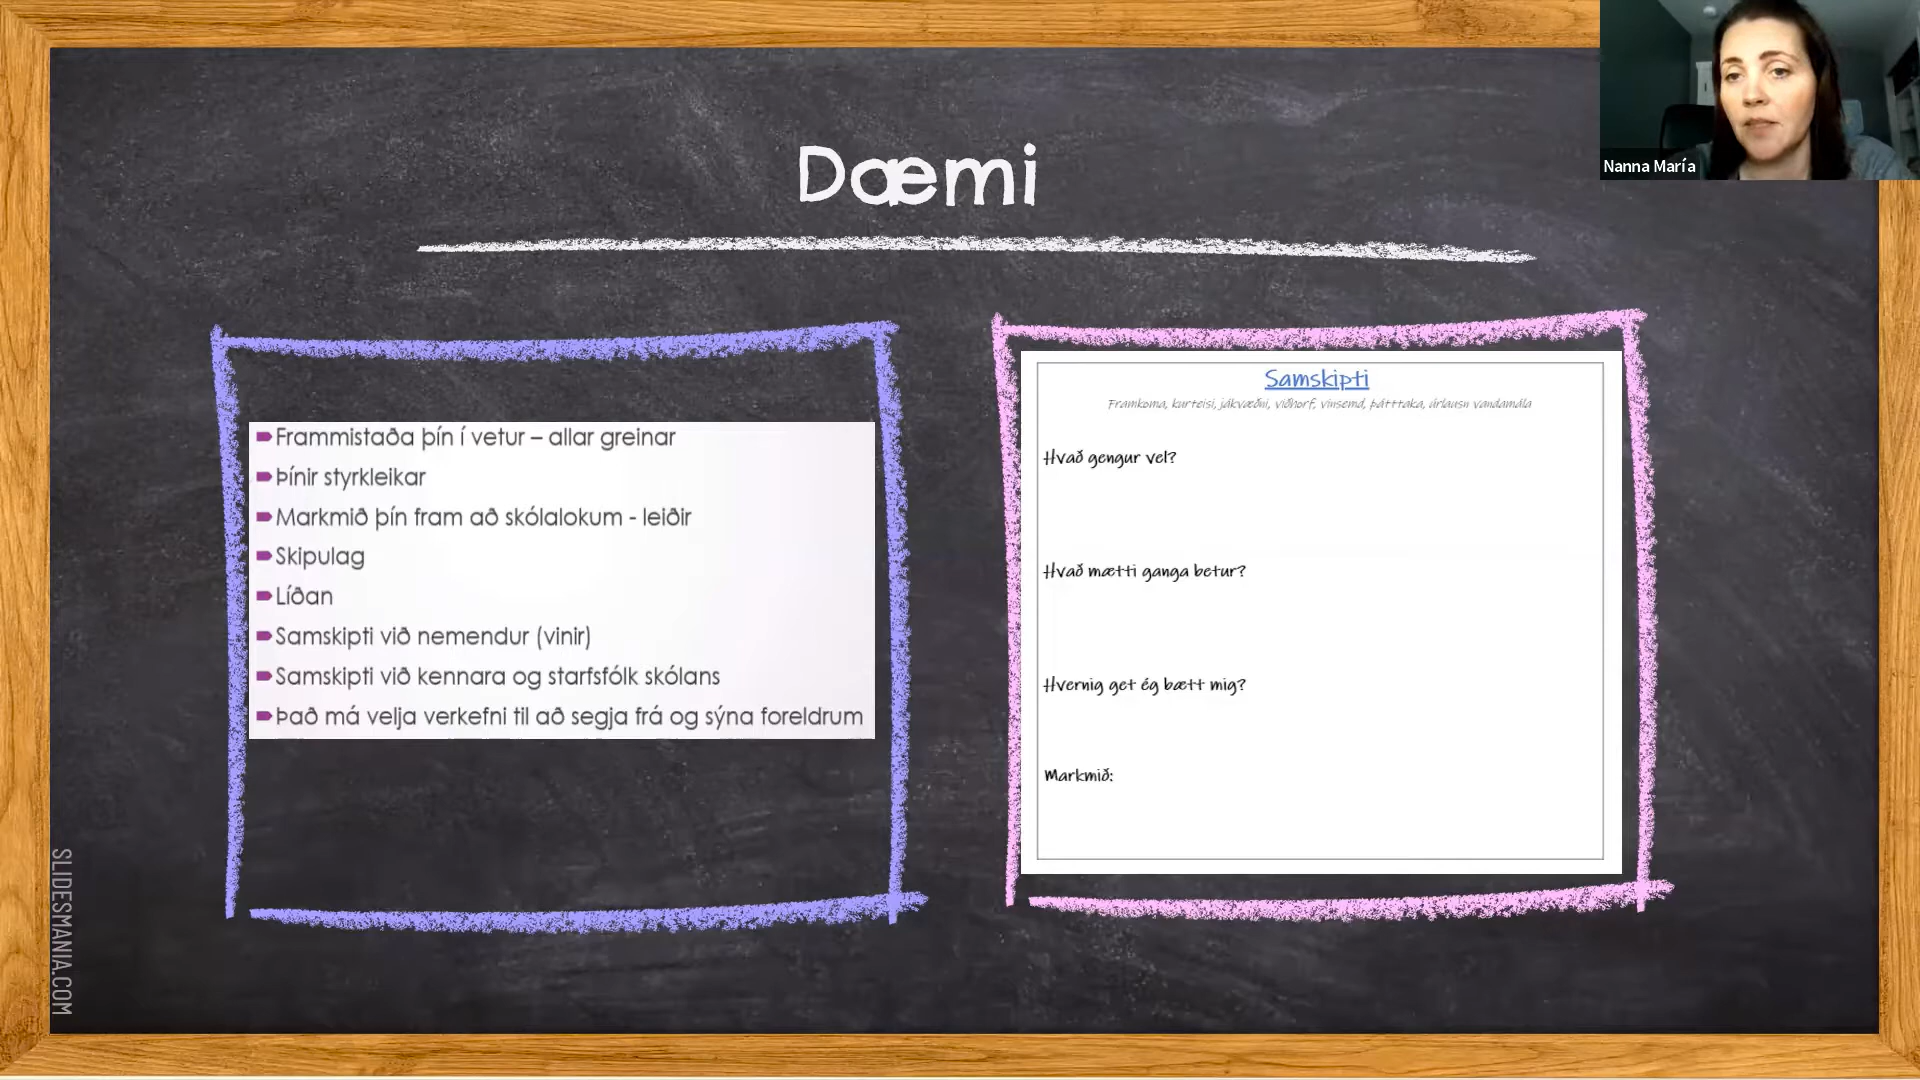 Dæmi
Frammistaða þín í vetur – allar greinar
Þínir styrkleikar
Markmið þín fram að skólalokum - leiðir
Skipulag
Líðan
Samskipti við nemendur (vinir)
Samskipti við kennara og starfsfólk skólans
Það má velja verkefni til að segja frá og sýna foreldrum
Samskipti
Framkoma, kurteisi, jákvæðni, viðhorf, vinsemd, þátttaka, úrlausn vandamála
Hvað gengur vel?
Hvað mætti ganga betur?
Hvernig get ég bætt mig?
Markmið:
Nanna María
SLIDESMANIA.COM